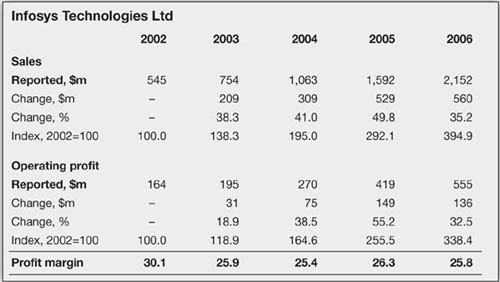 Infosys Technologies Ltd
2002 2003 2004 2005 2006
Sales
Reported, $m 545 754 1,063 1,592 2,152
Change, $m – 209 309 529 560
Change, % – 38.3 41.0 49.8 35.2
Index, 2002=100 100.0 138.3 195.0 292.1 394.9
Operating profit
Reported, $m 164 195 270 419 555
Change, $m – 31 75 149 136
Change, % – 18.9 38.5 55.2 32.5
Index, 2002=100 100.0 118.9 164.6 255.5 338.4
Profit margin 30.1 25.9 25.4 26.3 25.8